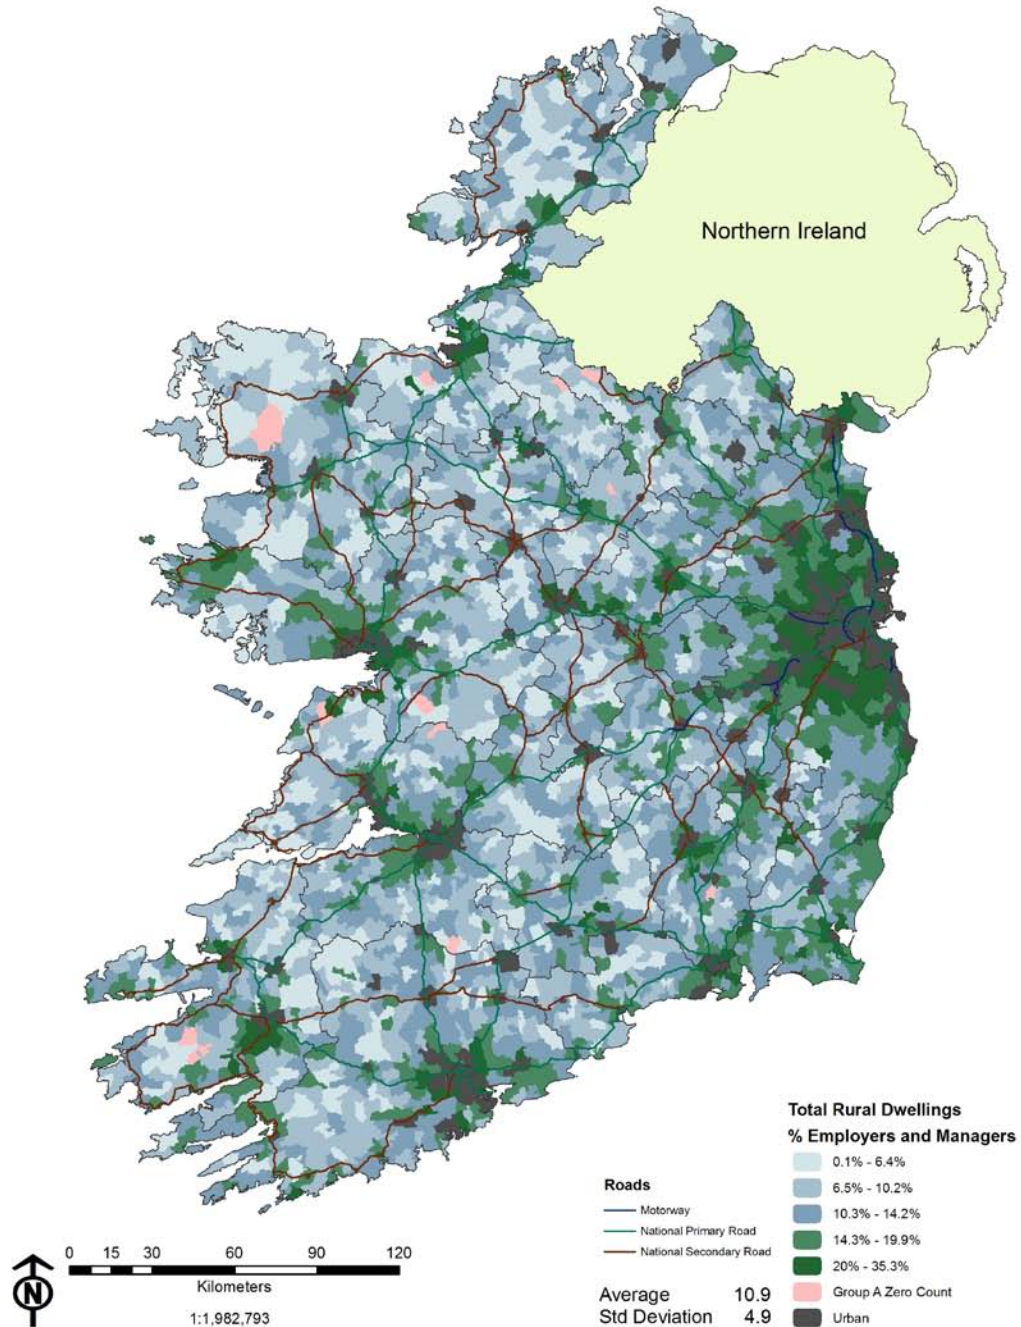 Northern Ireland
Total Rural Dwellings
% Employers and Managers
0.1% - 6.4%
6.5% - 10.2%
10.3% - 14.2%
14.3% - 19.9%
20% - 35.3%
Group A Zero Count
Urban
Roads
Motorway
National Primary Road
National Secondary Road
Average 10.9
Std Deviation 4.9
0 15 30 60 90 120
Kilometers
1:1,982,793
N